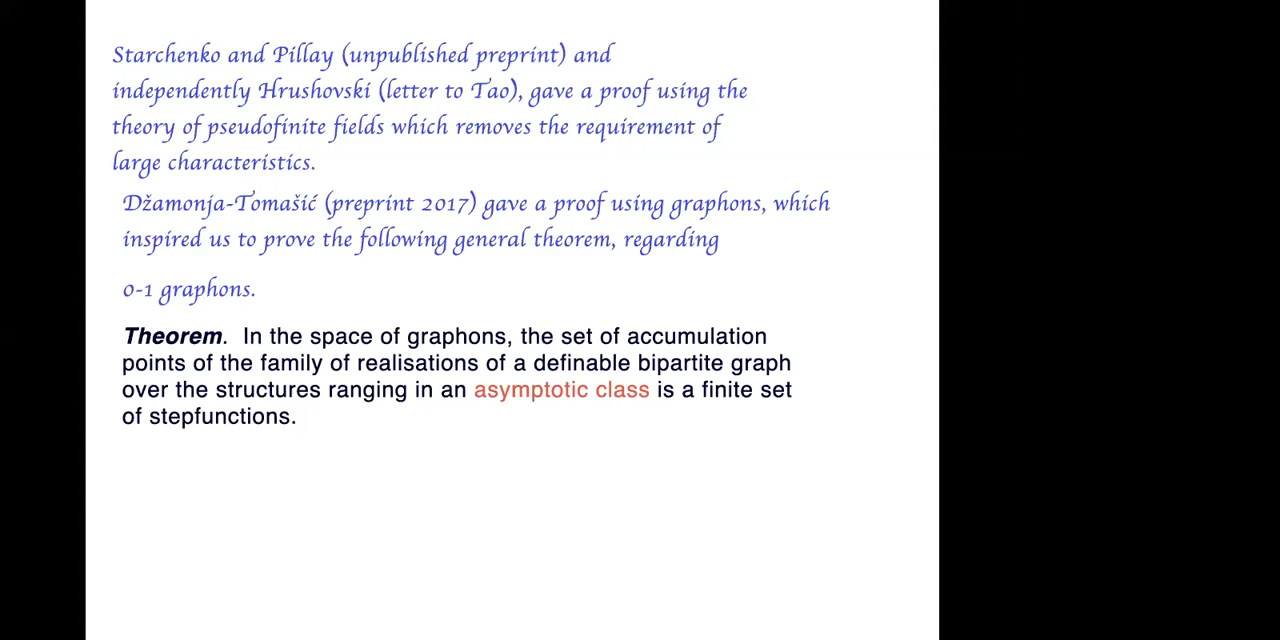 Starchenko and Pillay (unpublished preprint) and
independently Hrushovski (letter to Tao), gave a proof using the
theory of pseudofinite fields which removes the requirement of
large characteristics.
Džamonja-Tomašić (preprint 2017) gave a proof using graphons, which
inspired us to prove the following general theorem, regarding
0-1 graphons.
Theorem. In the space of graphons, the set of accumulation
points of the family of realisations of a definable bipartite graph
over the structures ranging in an asymptotic class is a finite set
of stepfunctions.